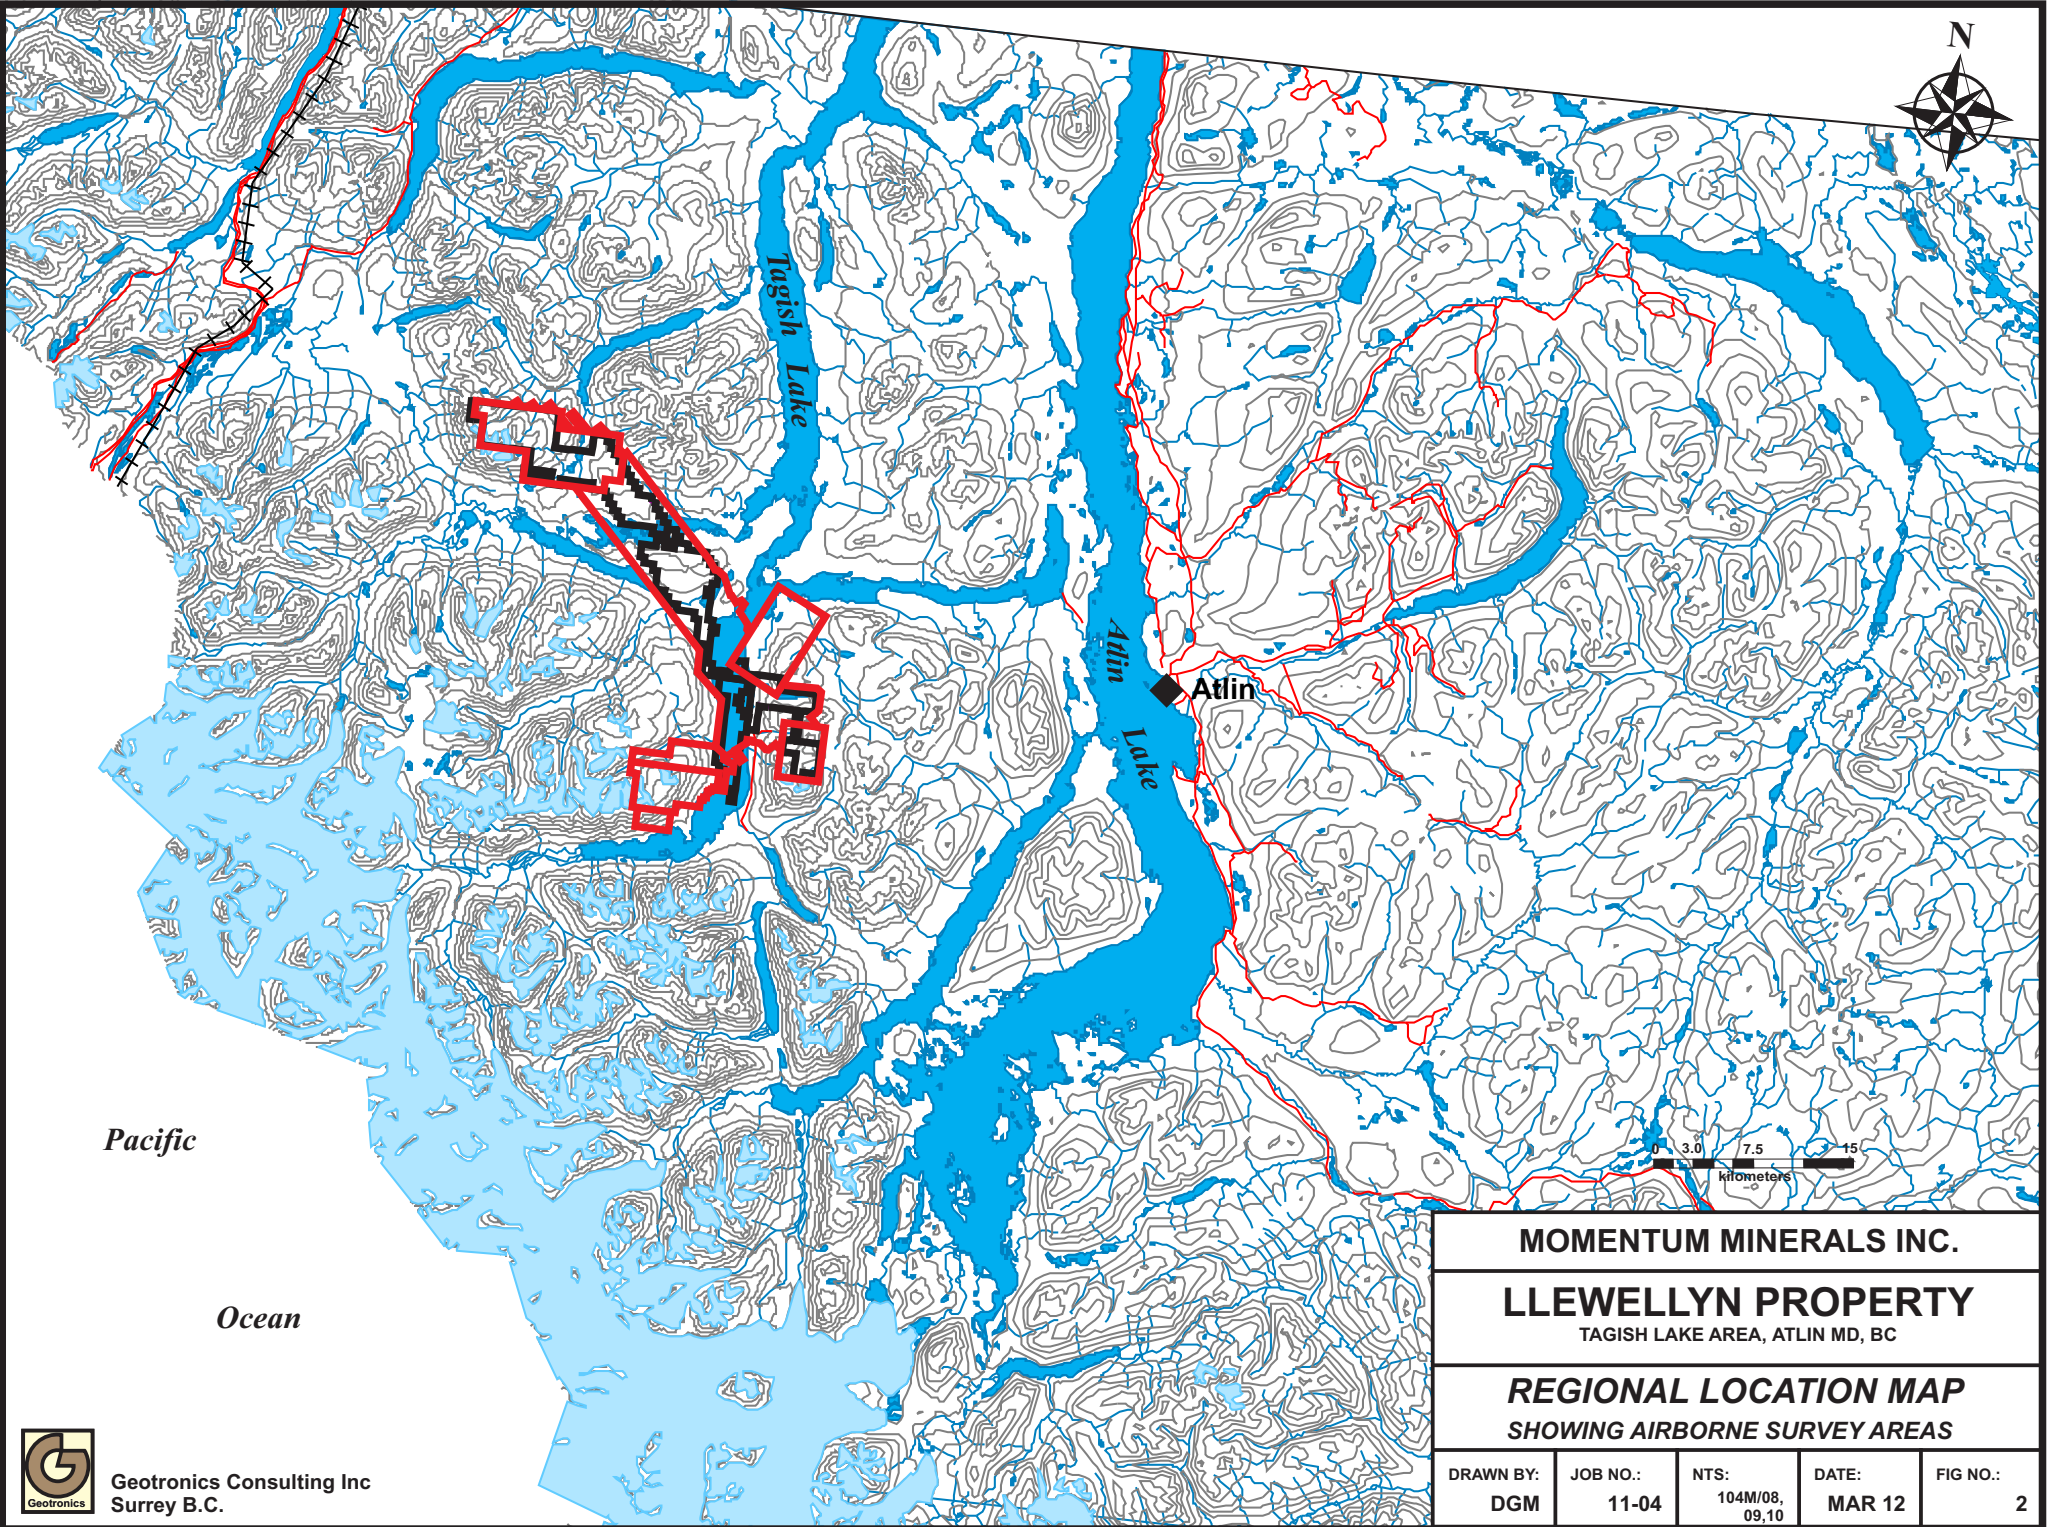 N
Tagish Lake
Atlin Lake
Atlin
Pacific
Ocean
0 3.0 7.5 15
kilometers
MOMENTUM MINERALS INC.
LLEWELLYN PROPERTY
TAGISH LAKE AREA, ATLIN MD, BC
REGIONAL LOCATION MAP
SHOWING AIRBORNE SURVEY AREAS
DRAWN BY: JOB NO.: NTS: DATE: FIG NO.:
DGM 11-04 104M/08, MAR 12 2
09,10
Geotronics
Geotronics Consulting Inc
Surrey B.C.